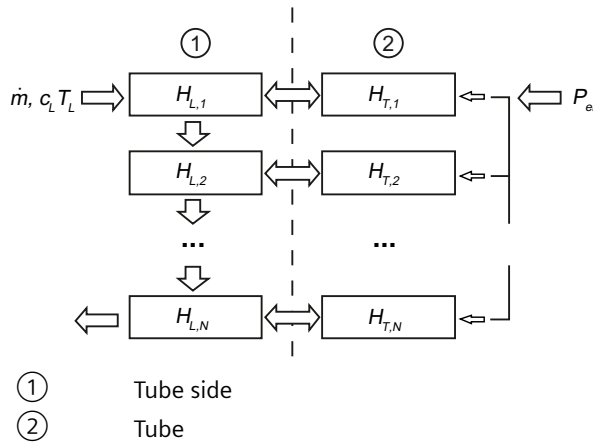 ① ②
ṁ, c_L T_L H_L,1 H_T,1 P_e
H_L,2 H_T,2
... ...
H_L,N H_T,N
① Tube side
② Tube